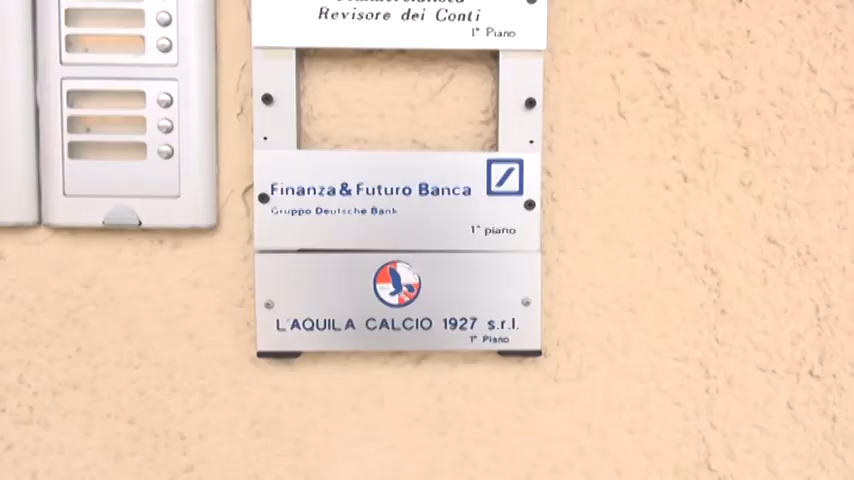 Revisore dei Conti
1° Piano
Finanza & Futuro Banca
Gruppo Deutsche Bank
1° piano
L'AQUILA CALCIO 1927 s.r.l.
1° Piano